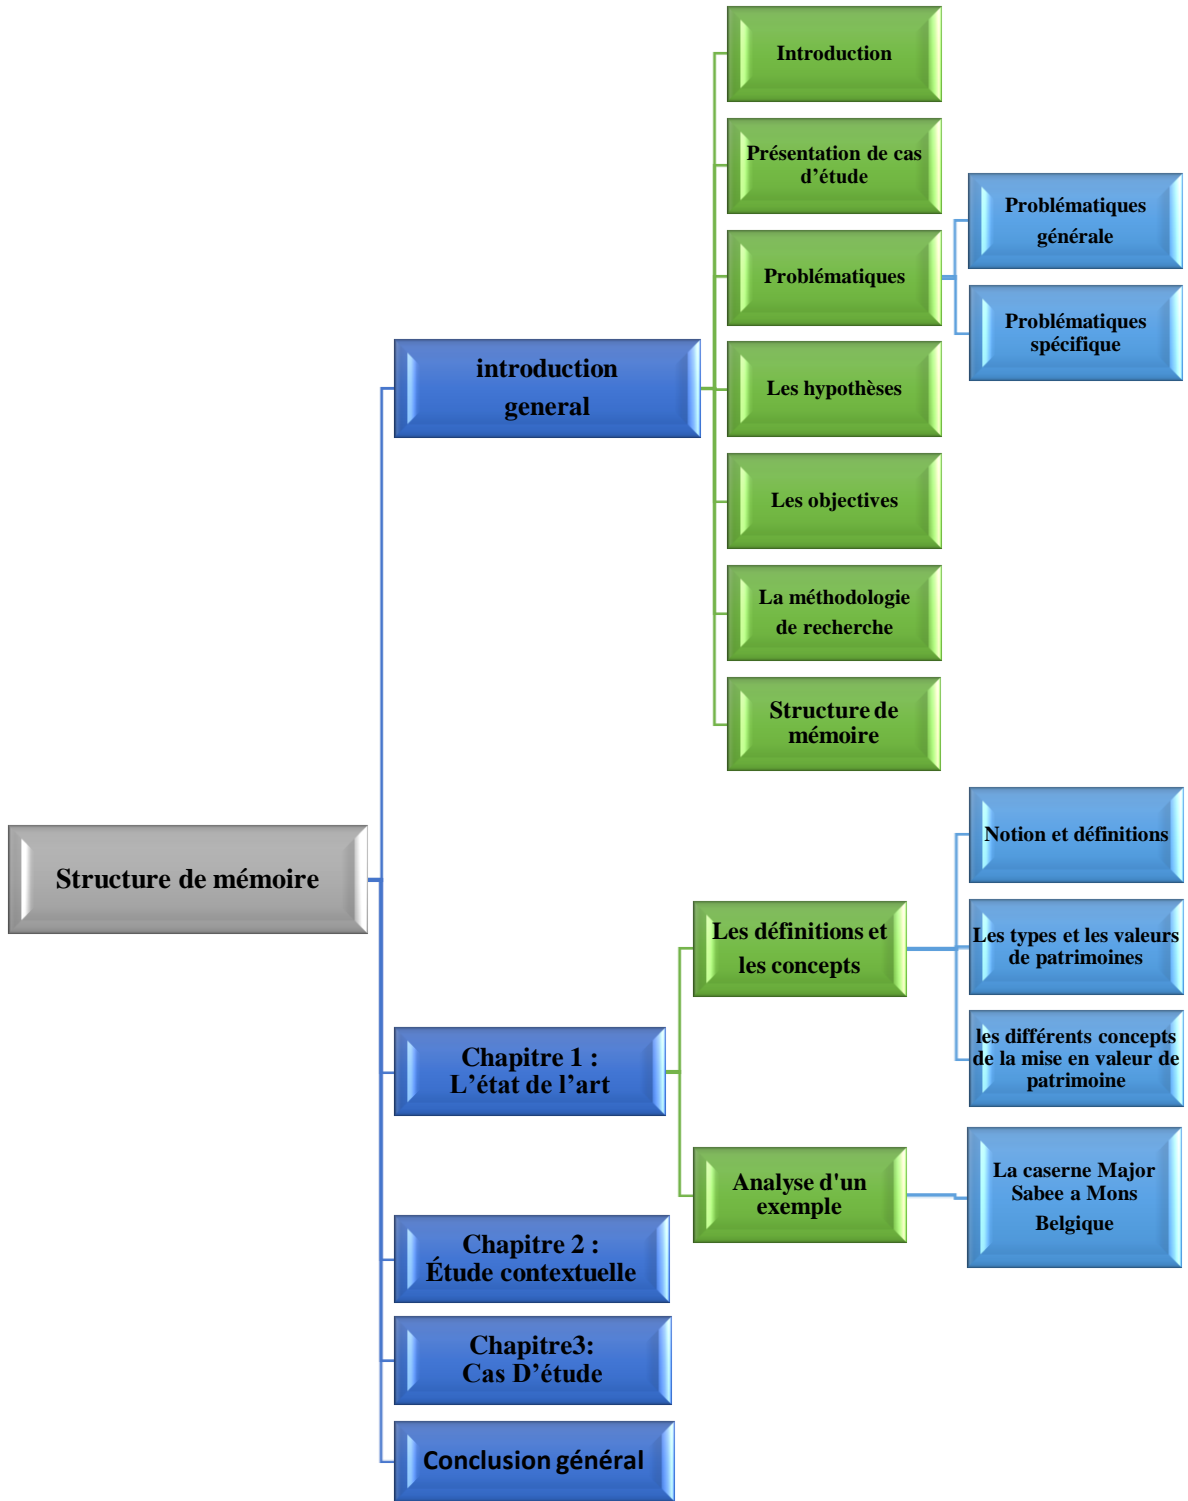 Structure de mémoire
introduction
general
Introduction
Présentation de cas
d'étude
Problématiques
Problématiques
générale
Problématiques
spécifique
Les hypothèses
Les objectives
La méthodologie
de recherche
Structure de
mémoire
Chapitre 1 :
L'état de l'art
Les définitions et
les concepts
Notion et définitions
Les types et les valeurs
de patrimoines
les différents concepts
de la mise en valeur de
patrimoine
Analyse d'un
exemple
La caserne Major
Sabee a Mons
Belgique
Chapitre 2 :
Étude contextuelle
Chapitre3:
Cas D'étude
Conclusion général